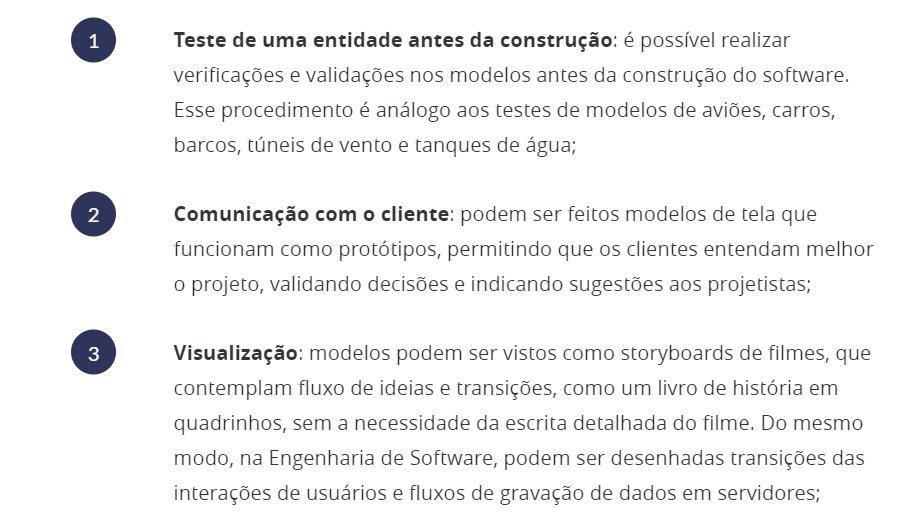 1
Teste de uma entidade antes da construção: é possível realizar
verificações e validações nos modelos antes da construção do software.
Esse procedimento é análogo aos testes de modelos de aviões, carros,
barcos, túneis de vento e tanques de água;
2
Comunicação com o cliente: podem ser feitos modelos de tela que
funcionam como protótipos, permitindo que os clientes entendam melhor
o projeto, validando decisões e indicando sugestões aos projetistas;
3
Visualização: modelos podem ser vistos como storyboards de filmes, que
contemplam fluxo de ideias e transições, como um livro de história em
quadrinhos, sem a necessidade da escrita detalhada do filme. Do mesmo
modo, na Engenharia de Software, podem ser desenhadas transições das
interações de usuários e fluxos de gravação de dados em servidores;